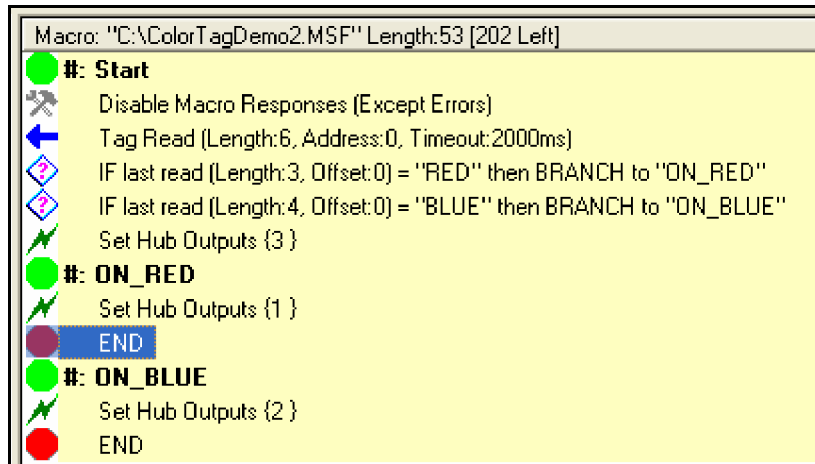 Macro: "C:\ColorTagDemo2.MSF" Length:53 [202 Left]
#: Start
Disable Macro Responses (Except Errors)
Tag Read (Length:6, Address:0, Timeout:2000ms)
IF last read (Length:3, Offset:0) = "RED" then BRANCH to "ON_RED"
IF last read (Length:4, Offset:0) = "BLUE" then BRANCH to "ON_BLUE"
Set Hub Outputs {3 }
#: ON_RED
Set Hub Outputs {1 }
END
#: ON_BLUE
Set Hub Outputs {2 }
END